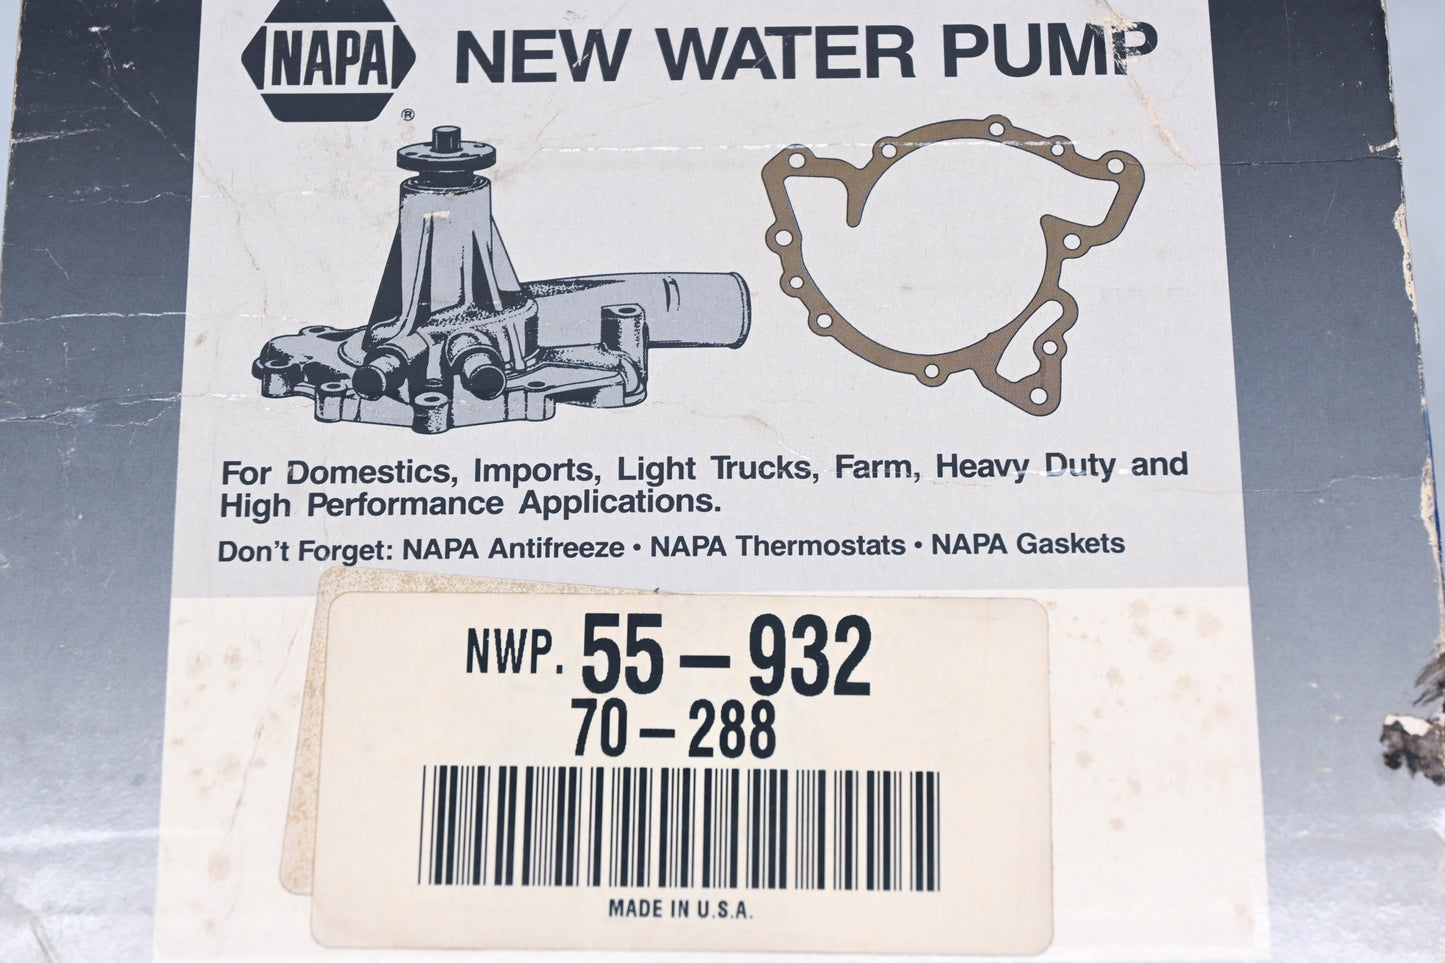 NAPA ®
NEW WATER PUMP
For Domestics, Imports, Light Trucks, Farm, Heavy Duty and
High Performance Applications.
Don't Forget: NAPA Antifreeze • NAPA Thermostats • NAPA Gaskets
NWP. 55-932
70-288
MADE IN U.S.A.